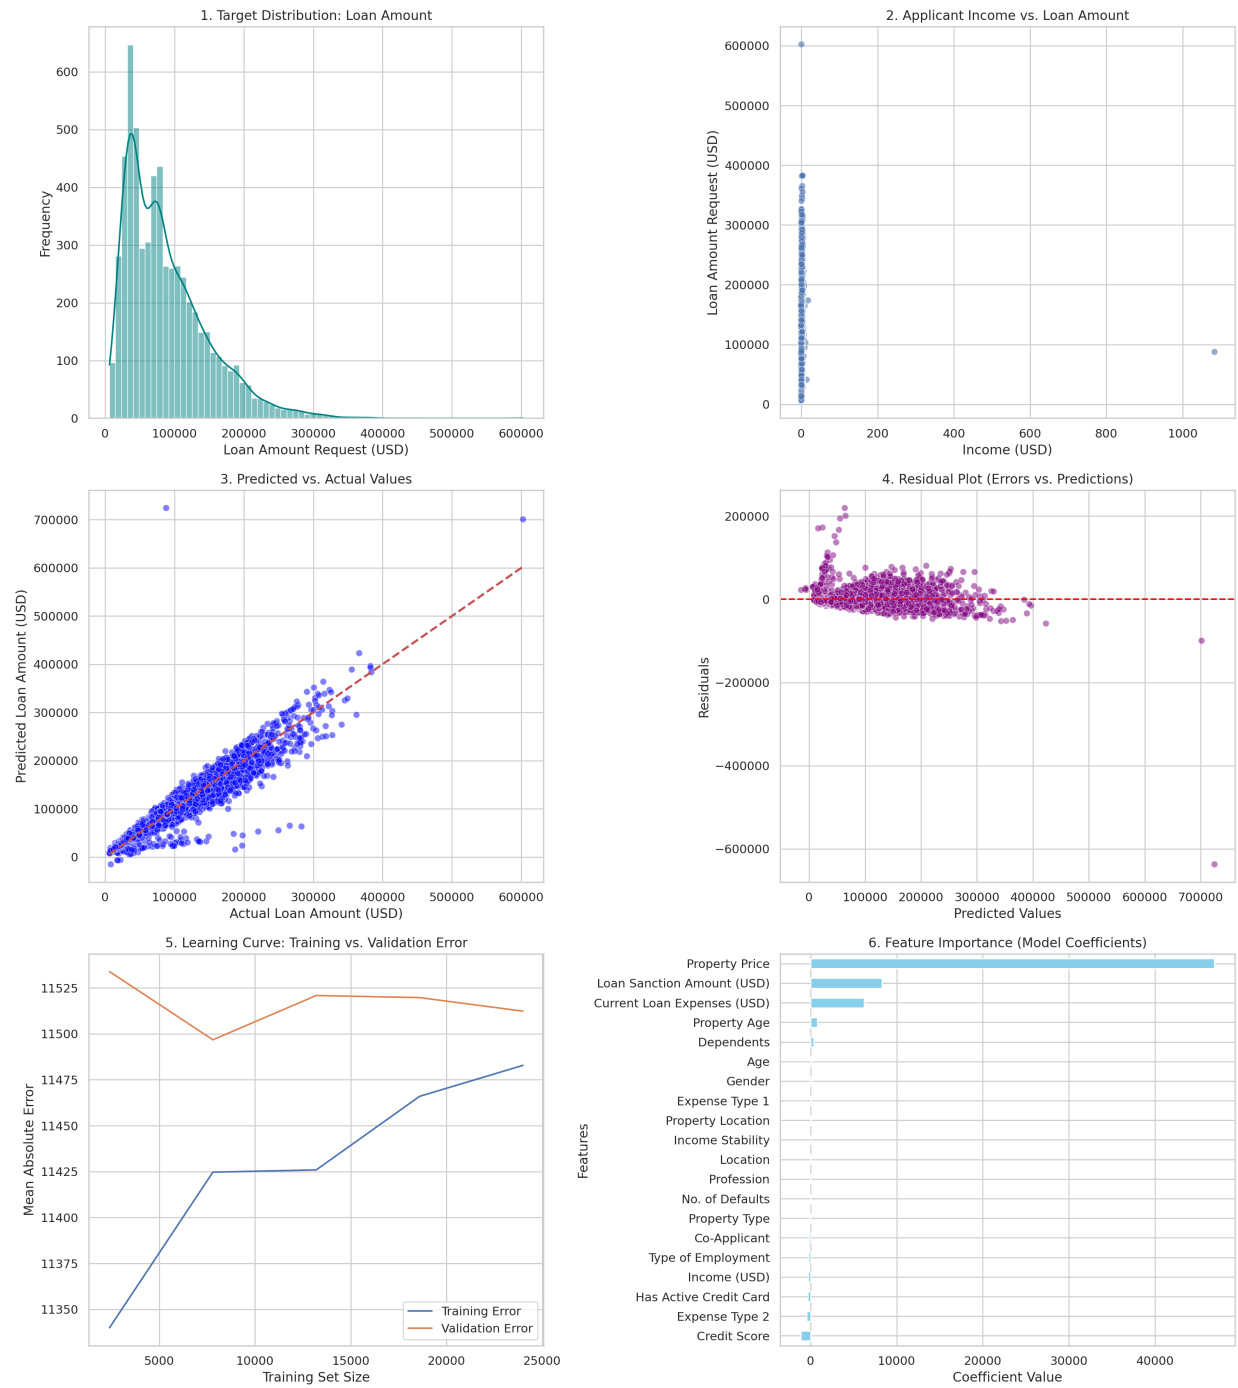 1. Target Distribution: Loan Amount
Frequency
600
500
400
300
200
100
0
0 100000 200000 300000 400000 500000 600000
Loan Amount Request (USD)
2. Applicant Income vs. Loan Amount
Loan Amount Request (USD)
600000
500000
400000
300000
200000
100000
0
0 200 400 600 800 1000
Income (USD)
3. Predicted vs. Actual Values
Predicted Loan Amount (USD)
700000
600000
500000
400000
300000
200000
100000
0
0 100000 200000 300000 400000 500000 600000
Actual Loan Amount (USD)
4. Residual Plot (Errors vs. Predictions)
Residuals
200000
0
−200000
−400000
−600000
0 100000 200000 300000 400000 500000 600000 700000
Predicted Values
5. Learning Curve: Training vs. Validation Error
Mean Absolute Error
11525
11500
11475
11450
11425
11400
11375
11350
Training Error
Validation Error
5000 10000 15000 20000 25000
Training Set Size
6. Feature Importance (Model Coefficients)
Features
Property Price
Loan Sanction Amount (USD)
Current Loan Expenses (USD)
Property Age
Dependents
Age
Gender
Expense Type 1
Property Location
Income Stability
Location
Profession
No. of Defaults
Property Type
Co-Applicant
Type of Employment
Income (USD)
Has Active Credit Card
Expense Type 2
Credit Score
0 10000 20000 30000 40000
Coefficient Value